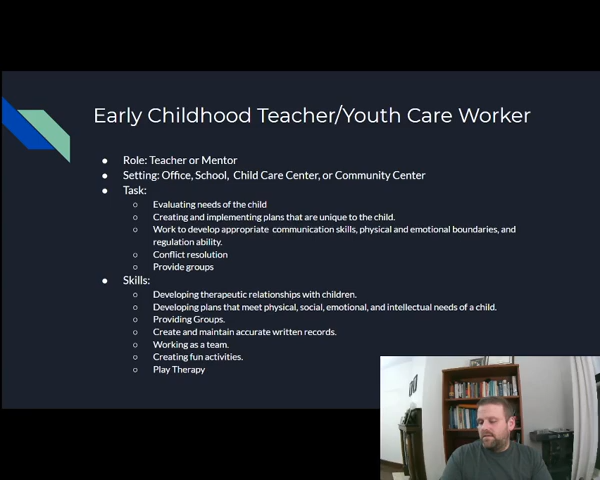 Early Childhood Teacher/Youth Care Worker
● Role: Teacher or Mentor
● Setting: Office, School, Child Care Center, or Community Center
● Task:
○ Evaluating needs of the child
○ Creating and implementing plans that are unique to the child.
○ Work to develop appropriate communication skills, physical and emotional boundaries, and
regulation ability.
○ Conflict resolution
○ Provide groups
● Skills:
○ Developing therapeutic relationships with children.
○ Developing plans that meet physical, social, emotional, and intellectual needs of a child.
○ Providing Groups.
○ Create and maintain accurate written records.
○ Working as a team.
○ Creating fun activities.
○ Play Therapy